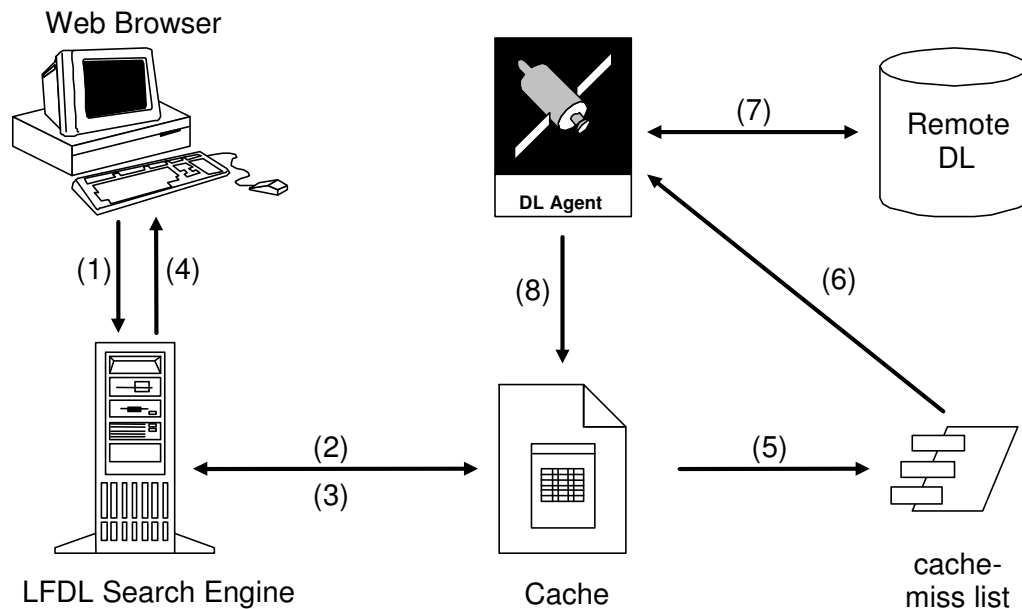 Web Browser
(7)
Remote
DL
DL Agent
(1)
(4)
(8)
(6)
(2)
(3)
(5)
LFDL Search Engine
Cache
cache-
miss list